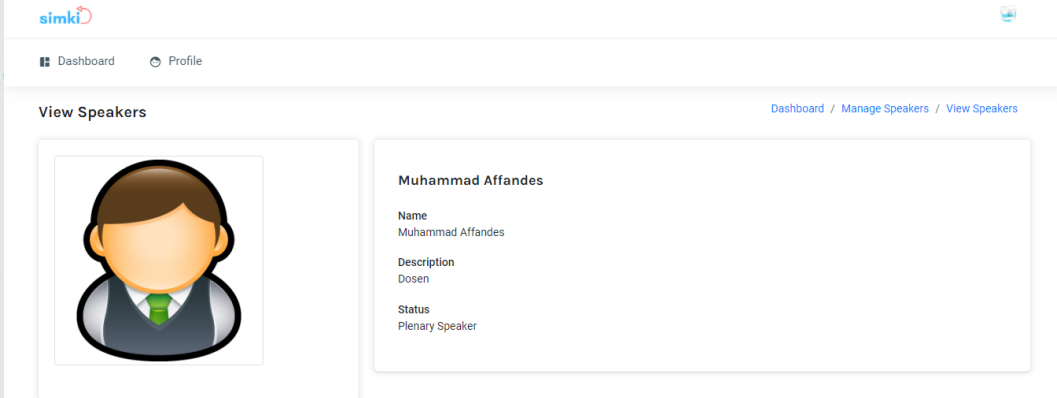 simki
Dashboard Profile
View Speakers
Dashboard / Manage Speakers / View Speakers
Muhammad Affandes
Name
Muhammad Affandes
Description
Dosen
Status
Plenary Speaker